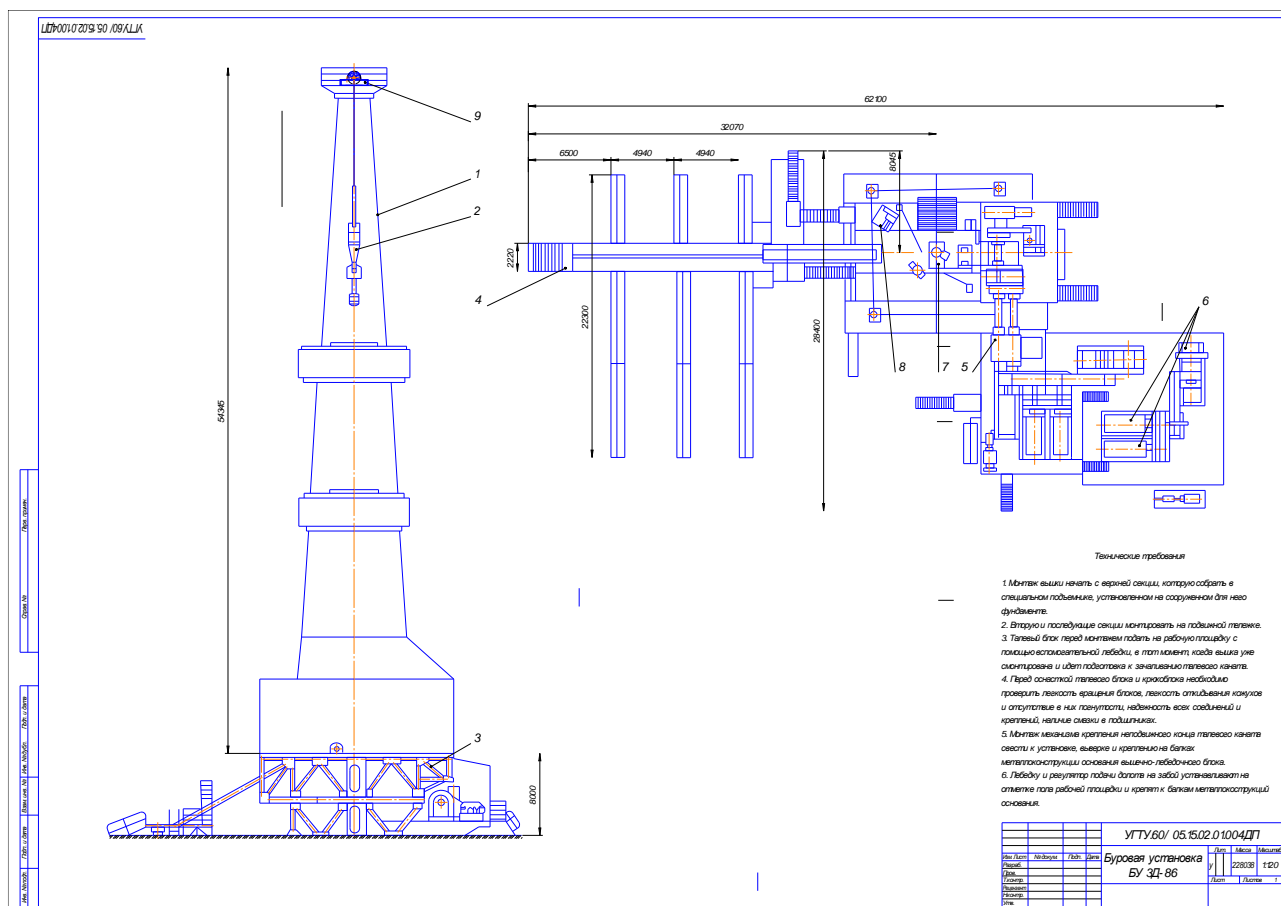 УГТУ.60/ 05.15.02.01.004ДП
9
1
2
3
54345
8000
62100
32070
6500
4940
4940
8045
2220
22300
28400
4
8
7
5
6
Технические требования
1. Монтаж вышки начать с верхней секции, которую собрать в
специальном подъемнике, установленном на сооруженном для него
фундаменте.
2. Вторую и последующие секции монтировать на подвижной тележке.
3. Талевый блок перед монтажем подать на рабочую площадку с
помощью вспомогательной лебедки, в тот момент, когда вышка уже
смонтирована и идет подготовка к зачаливанию талевого каната.
4. Перед оснасткой талевого блока и крюкоблока необходимо
проверить легкость вращения блоков, легкость откидывания кожухов
и отсутствие в них погнутости, надежность всех соединений и
креплений, наличие смазки в подшипниках.
5. Монтаж механизма крепления неподвижного конца талевого каната
свести к установке, выверке и креплению на балках
металлоконструкции основания вышечно-лебедочного блока.
6. Лебедку и регулятор подачи долота на забой устанавливают на
отметке пола рабочей площадки и крепят к балкам металлокострукций
основания.
Перв. примен.
Справ. №
Подп. и дата
Инв. № дубл.
Взам. инв. №
Подп. и дата
Инв. № подл.
УГТУ.60/ 05.15.02.01.004ДП
Изм. Лист № докум. Подп. Дата
Разраб.
Пров.
Т.контр.
Н.контр.
Утв.
Буровая установка
БУ 3Д-86
Лит. Масса Масштаб
у 228038 1:120
Лист Листов 1